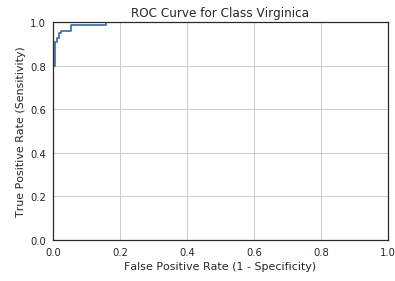 ROC Curve for Class Virginica
1.0
0.8
0.6
0.4
0.2
0.0
True Positive Rate (Sensitivity)
0.0 0.2 0.4 0.6 0.8 1.0
False Positive Rate (1 - Specificity)